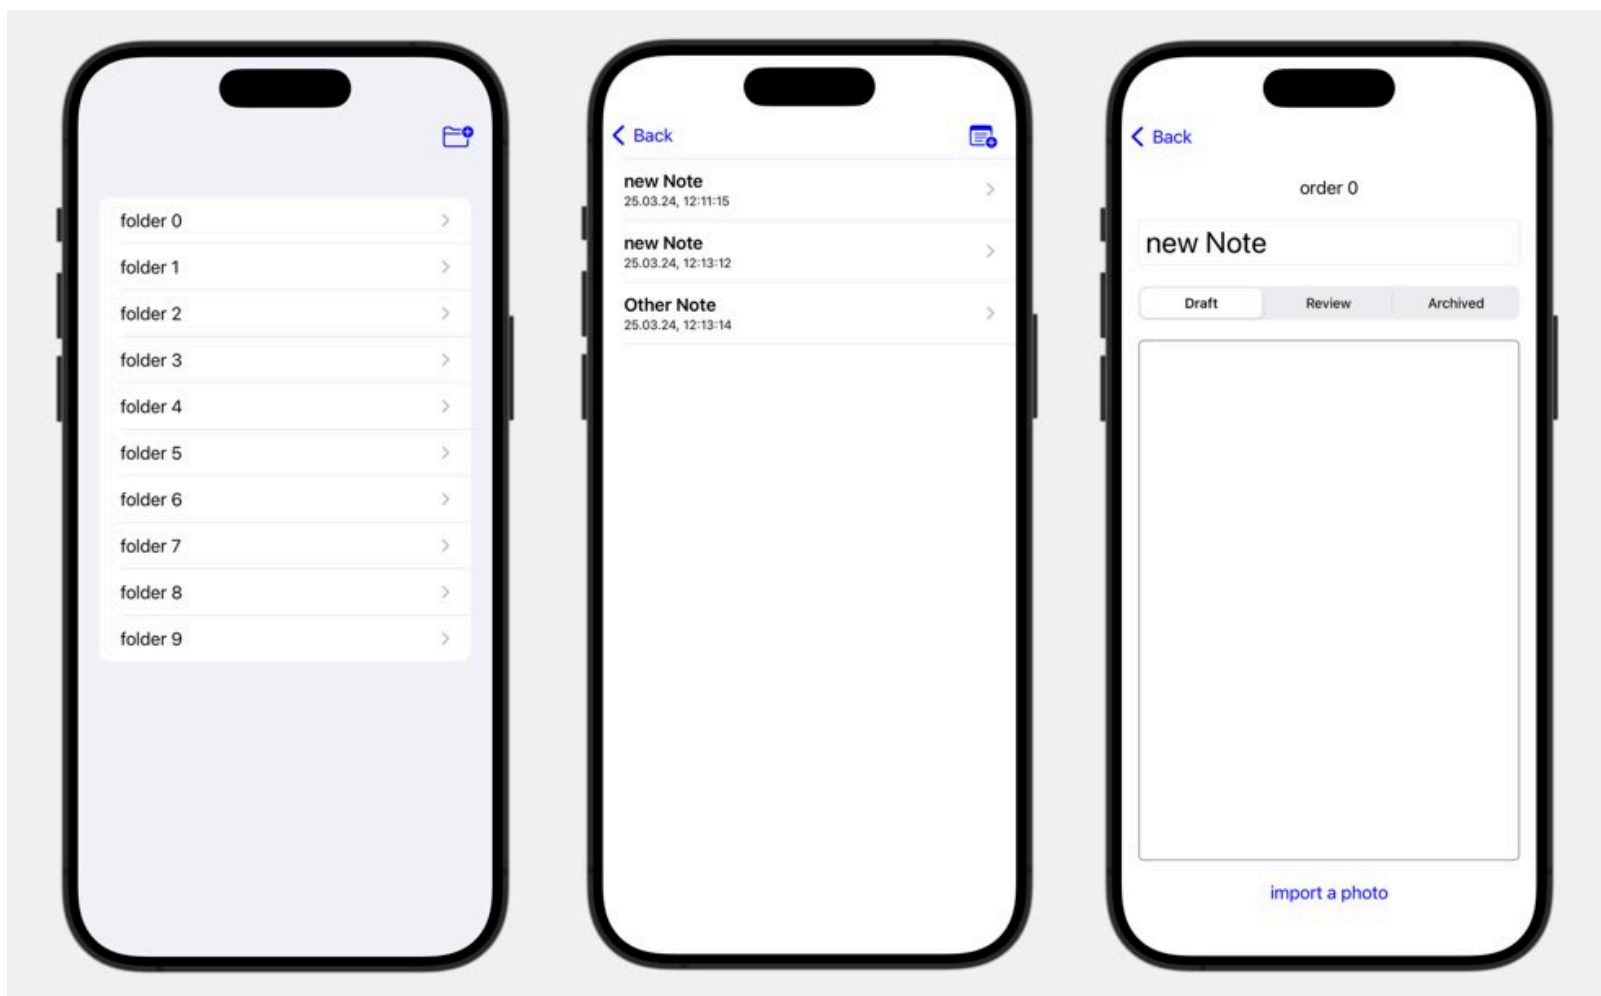 folder 0
folder 1
folder 2
folder 3
folder 4
folder 5
folder 6
folder 7
folder 8
folder 9
Back
new Note
25.03.24, 12:11:15
new Note
25.03.24, 12:13:12
Other Note
25.03.24, 12:13:14
Back
order 0
new Note
Draft Review Archived
import a photo